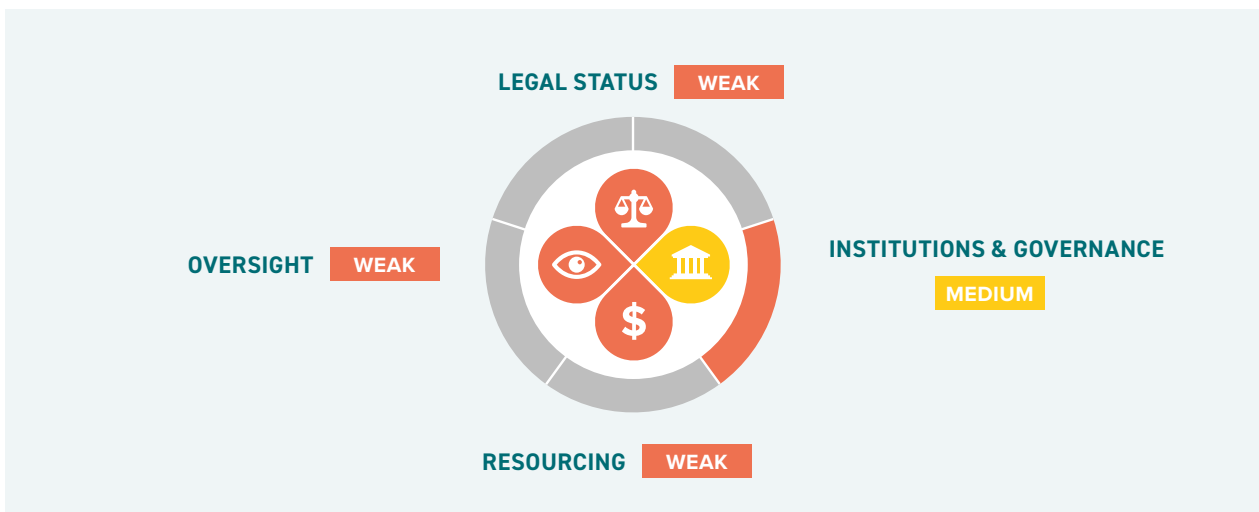 LEGAL STATUS WEAK
OVERSIGHT WEAK
INSTITUTIONS & GOVERNANCE
MEDIUM
$
RESOURCING WEAK